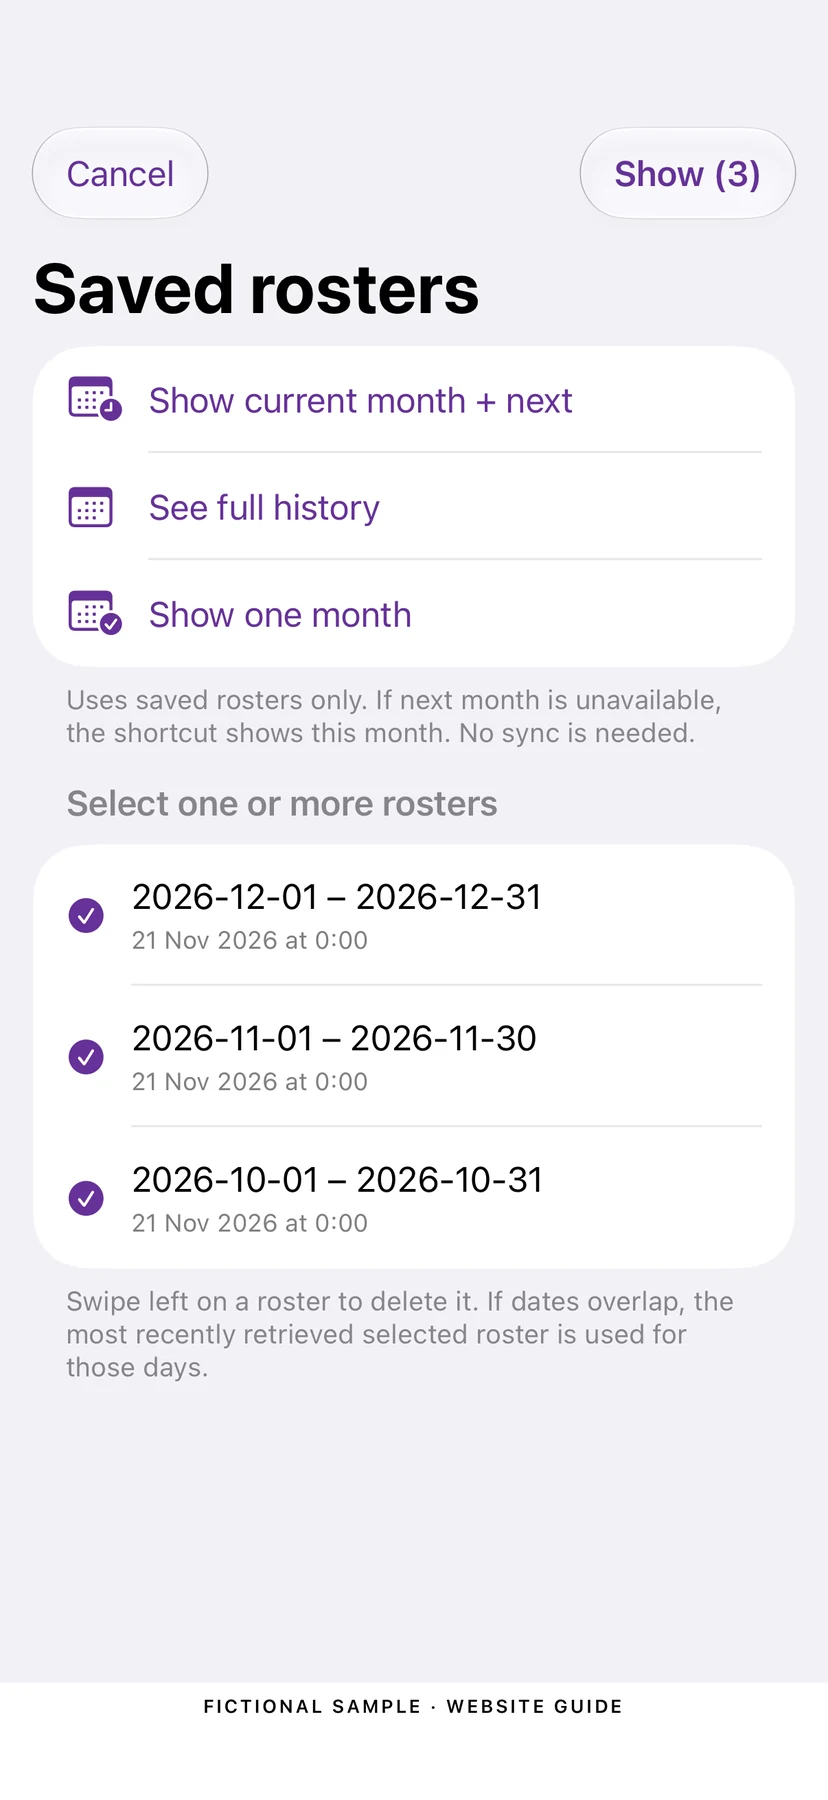 Cancel
Show (3)
Saved rosters
Show current month + next
See full history
Show one month
Uses saved rosters only. If next month is unavailable,
the shortcut shows this month. No sync is needed.
Select one or more rosters
2026-12-01 – 2026-12-31
21 Nov 2026 at 0:00
2026-11-01 – 2026-11-30
21 Nov 2026 at 0:00
2026-10-01 – 2026-10-31
21 Nov 2026 at 0:00
Swipe left on a roster to delete it. If dates overlap, the
most recently retrieved selected roster is used for
those days.
FICTIONAL SAMPLE · WEBSITE GUIDE